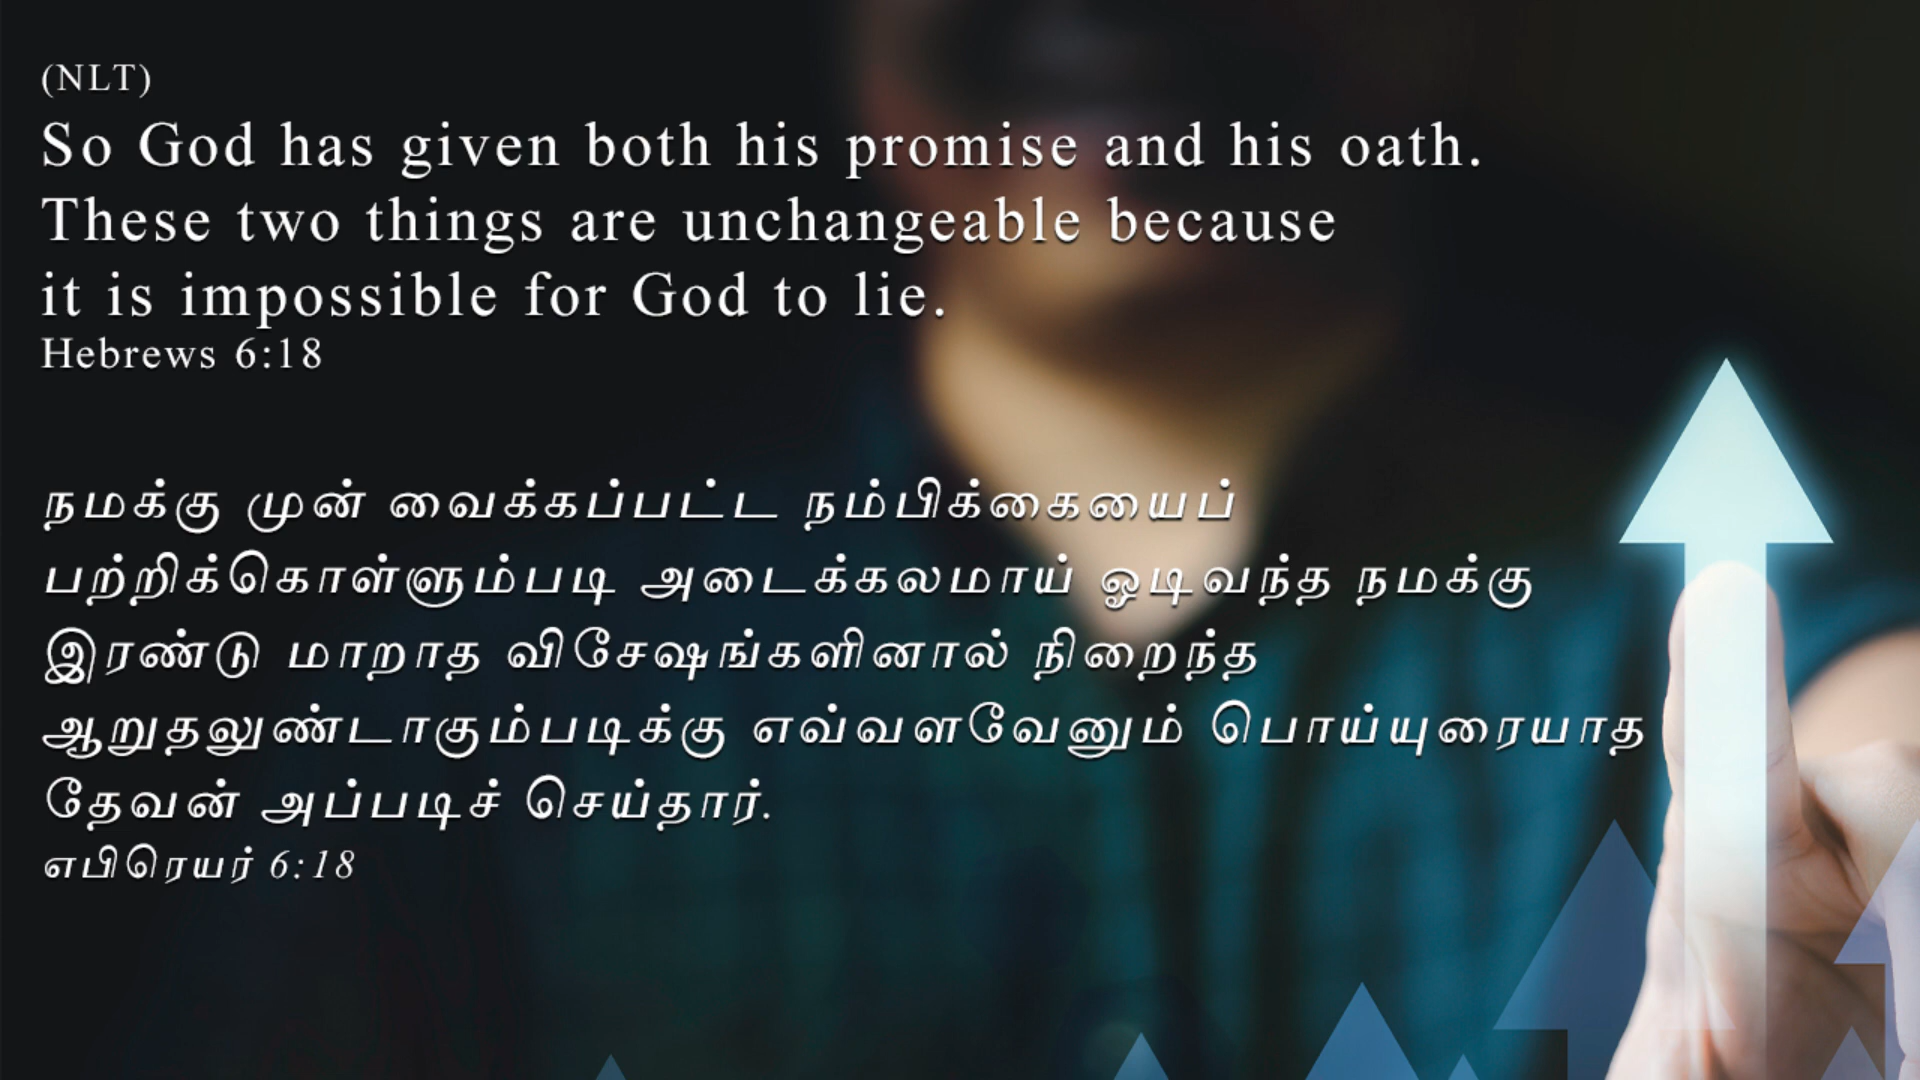 (NLT)
So God has given both his promise and his oath.
These two things are unchangeable because
it is impossible for God to lie.
Hebrews 6:18
நமக்கு முன் வைக்கப்பட்ட நம்பிக்கையைப்
பற்றிக்கொள்ளும்படி அடைக்கலமாய் ஓடிவந்த நமக்கு
இரண்டு மாறாத விசேஷங்களினால் நிறைந்த
ஆறுதலுண்டாகும்படிக்கு எவ்வளவேனும் பொய்யுரையாத
தேவன் அப்படிச் செய்தார்.
எபிரெயர் 6:18